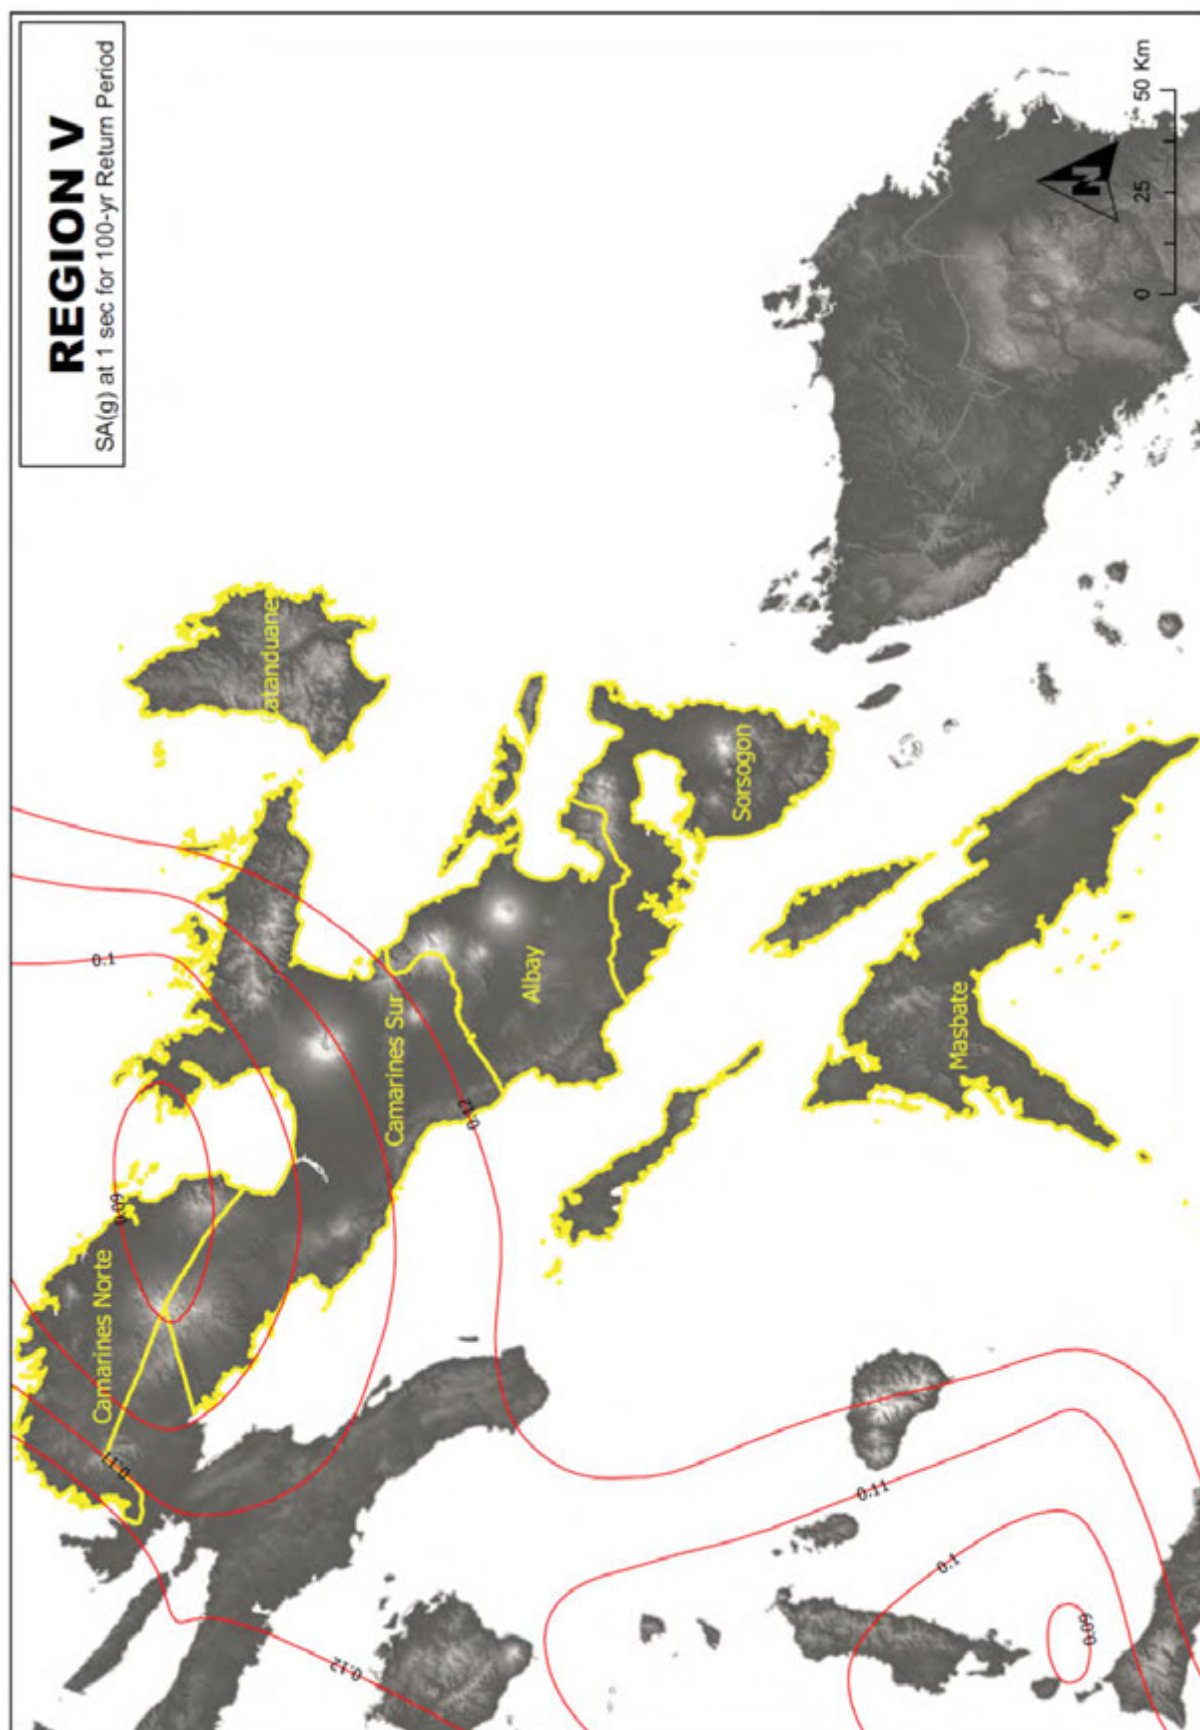 REGION V
SA(g) at 1 sec for 100-yr Return Period
Catanduane
Camarines Norte
Camarines Sur
Albay
Sorsogon
Masbate
0.1
0.09
0.11
0.12
0.12
0.11
0.1
0.09
N
0 25 50 Km